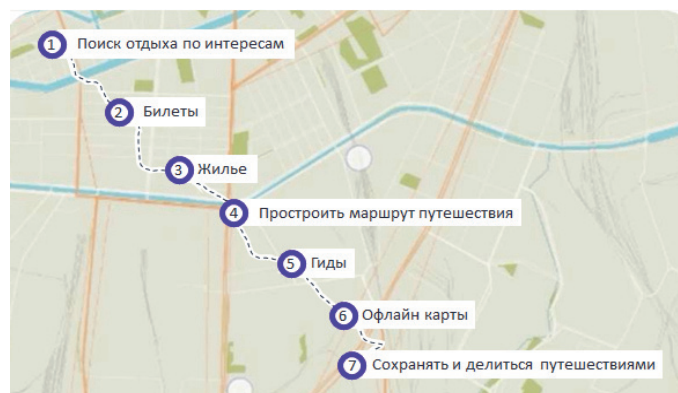 1 Поиск отдыха по интересам
2 Билеты
3 Жилье
4 Простроить маршрут путешествия
5 Гиды
6 Офлайн карты
7 Сохранять и делиться путешествиями